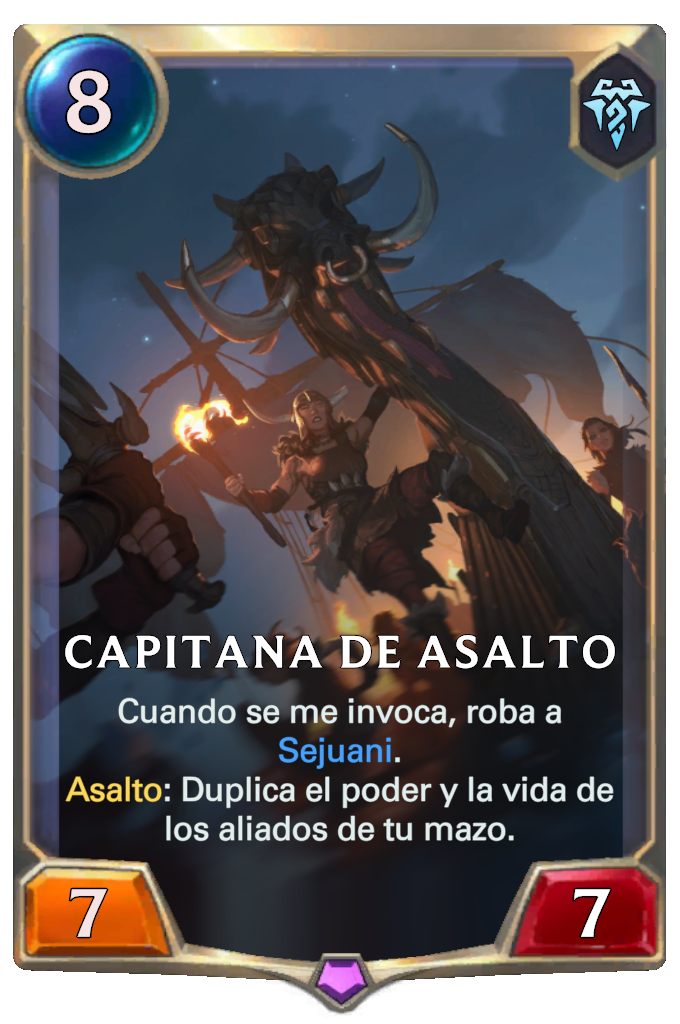 8
CAPITANA DE ASALTO
Cuando se me invoca, roba a
Sejuani.
Asalto: Duplica el poder y la vida de
los aliados de tu mazo.
7
7